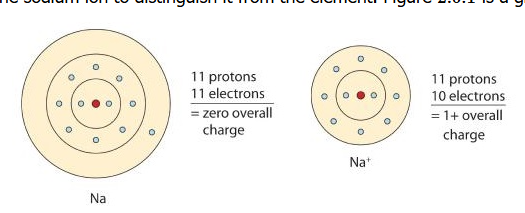 the sodium ion to distinguish it from the element. Figure 2.6.1 is a g
11 protons
11 electrons
= zero overall
charge
Na
11 protons
10 electrons
= 1+ overall
charge
Na⁺